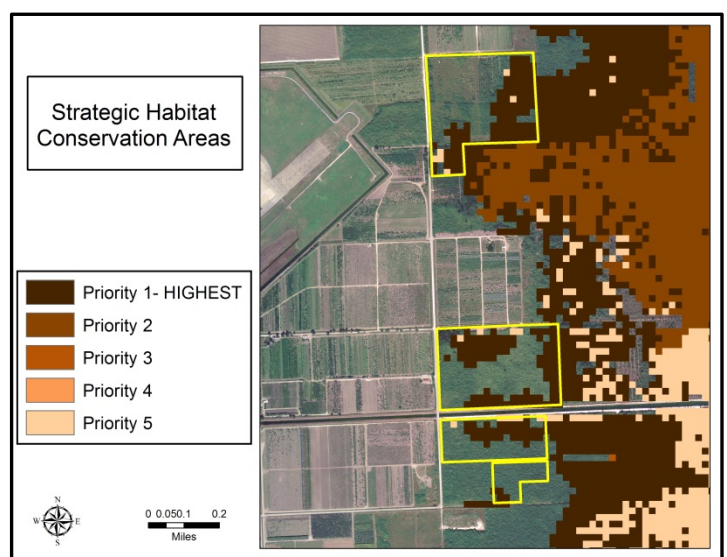 Strategic Habitat
Conservation Areas
Priority 1- HIGHEST
Priority 2
Priority 3
Priority 4
Priority 5
N
W E
S
0 0.050.1 0.2
Miles